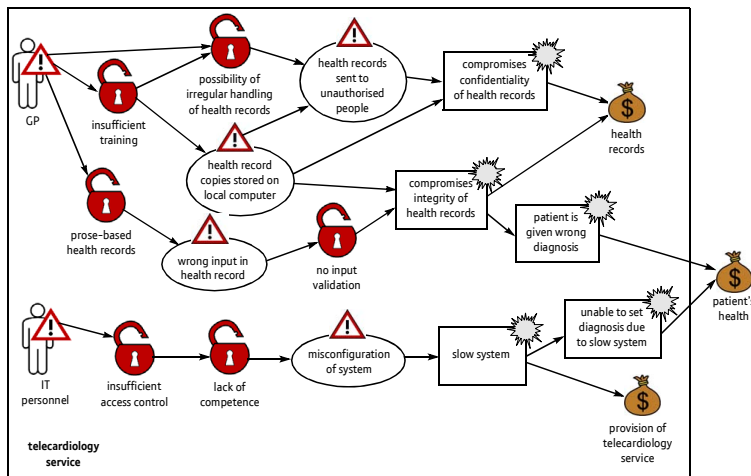 GP
insufficient
training
possibility of
irregular handling
of health records
health records
sent to
unauthorised
people
compromises
confidentiality
of health records
$
health
records
health record
copies stored on
local computer
compromises
integrity of
health records
prose-based
health records
wrong input in
health record
no input
validation
patient is
given wrong
diagnosis
$
patient's
health
IT
personnel
insufficient
access control
lack of
competence
misconfiguration
of system
slow system
unable to set
diagnosis due
to slow system
$
provision of
telecardiology
service
telecardiology
service